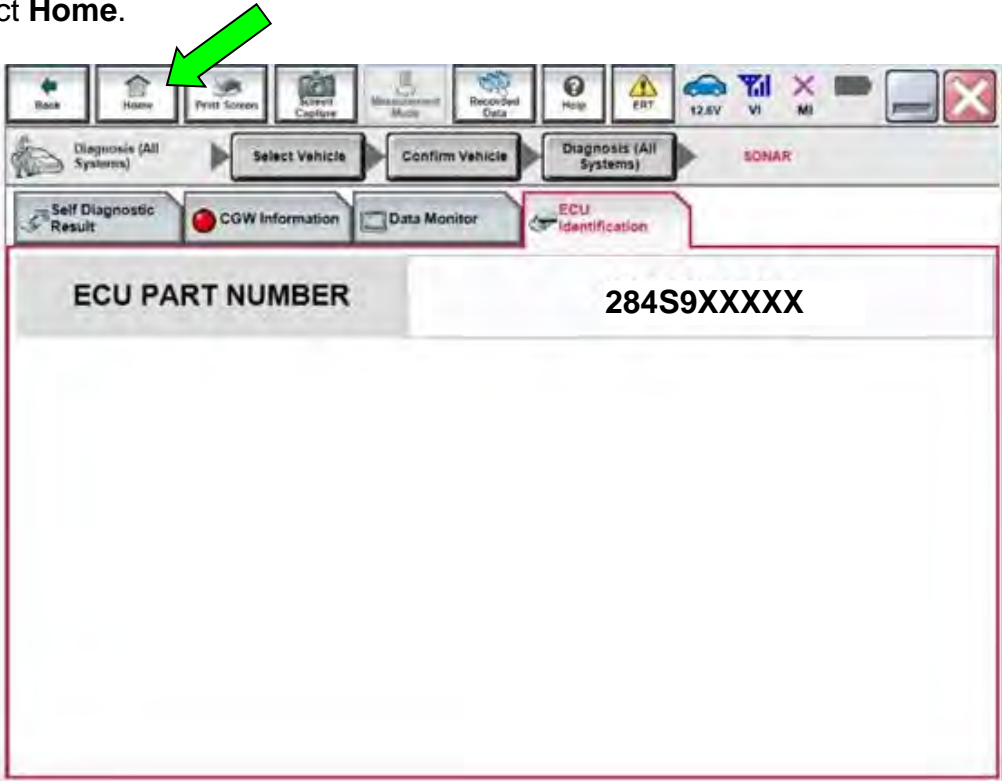 ct Home.
Back
Home
Print Screen
Screen Capture
Measurement Mode
Recorded Data
Help
ERT
12.6V
VI
MI
Diagnosis (All Systems)
Select Vehicle
Confirm Vehicle
Diagnosis (All Systems)
SONAR
Self Diagnostic Result
CGW Information
Data Monitor
ECU Identification
ECU PART NUMBER
284S9XXXXX